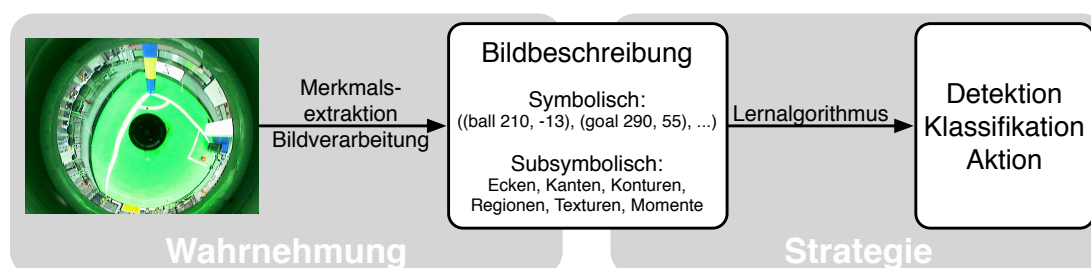 Merkmals-
extraktion
Bildverarbeitung
Bildbeschreibung
Symbolisch:
((ball 210, -13), (goal 290, 55), ...)
Subsymbolisch:
Ecken, Kanten, Konturen,
Regionen, Texturen, Momente
Lernalgorithmus
Detektion
Klassifikation
Aktion
Wahrnehmung
Strategie